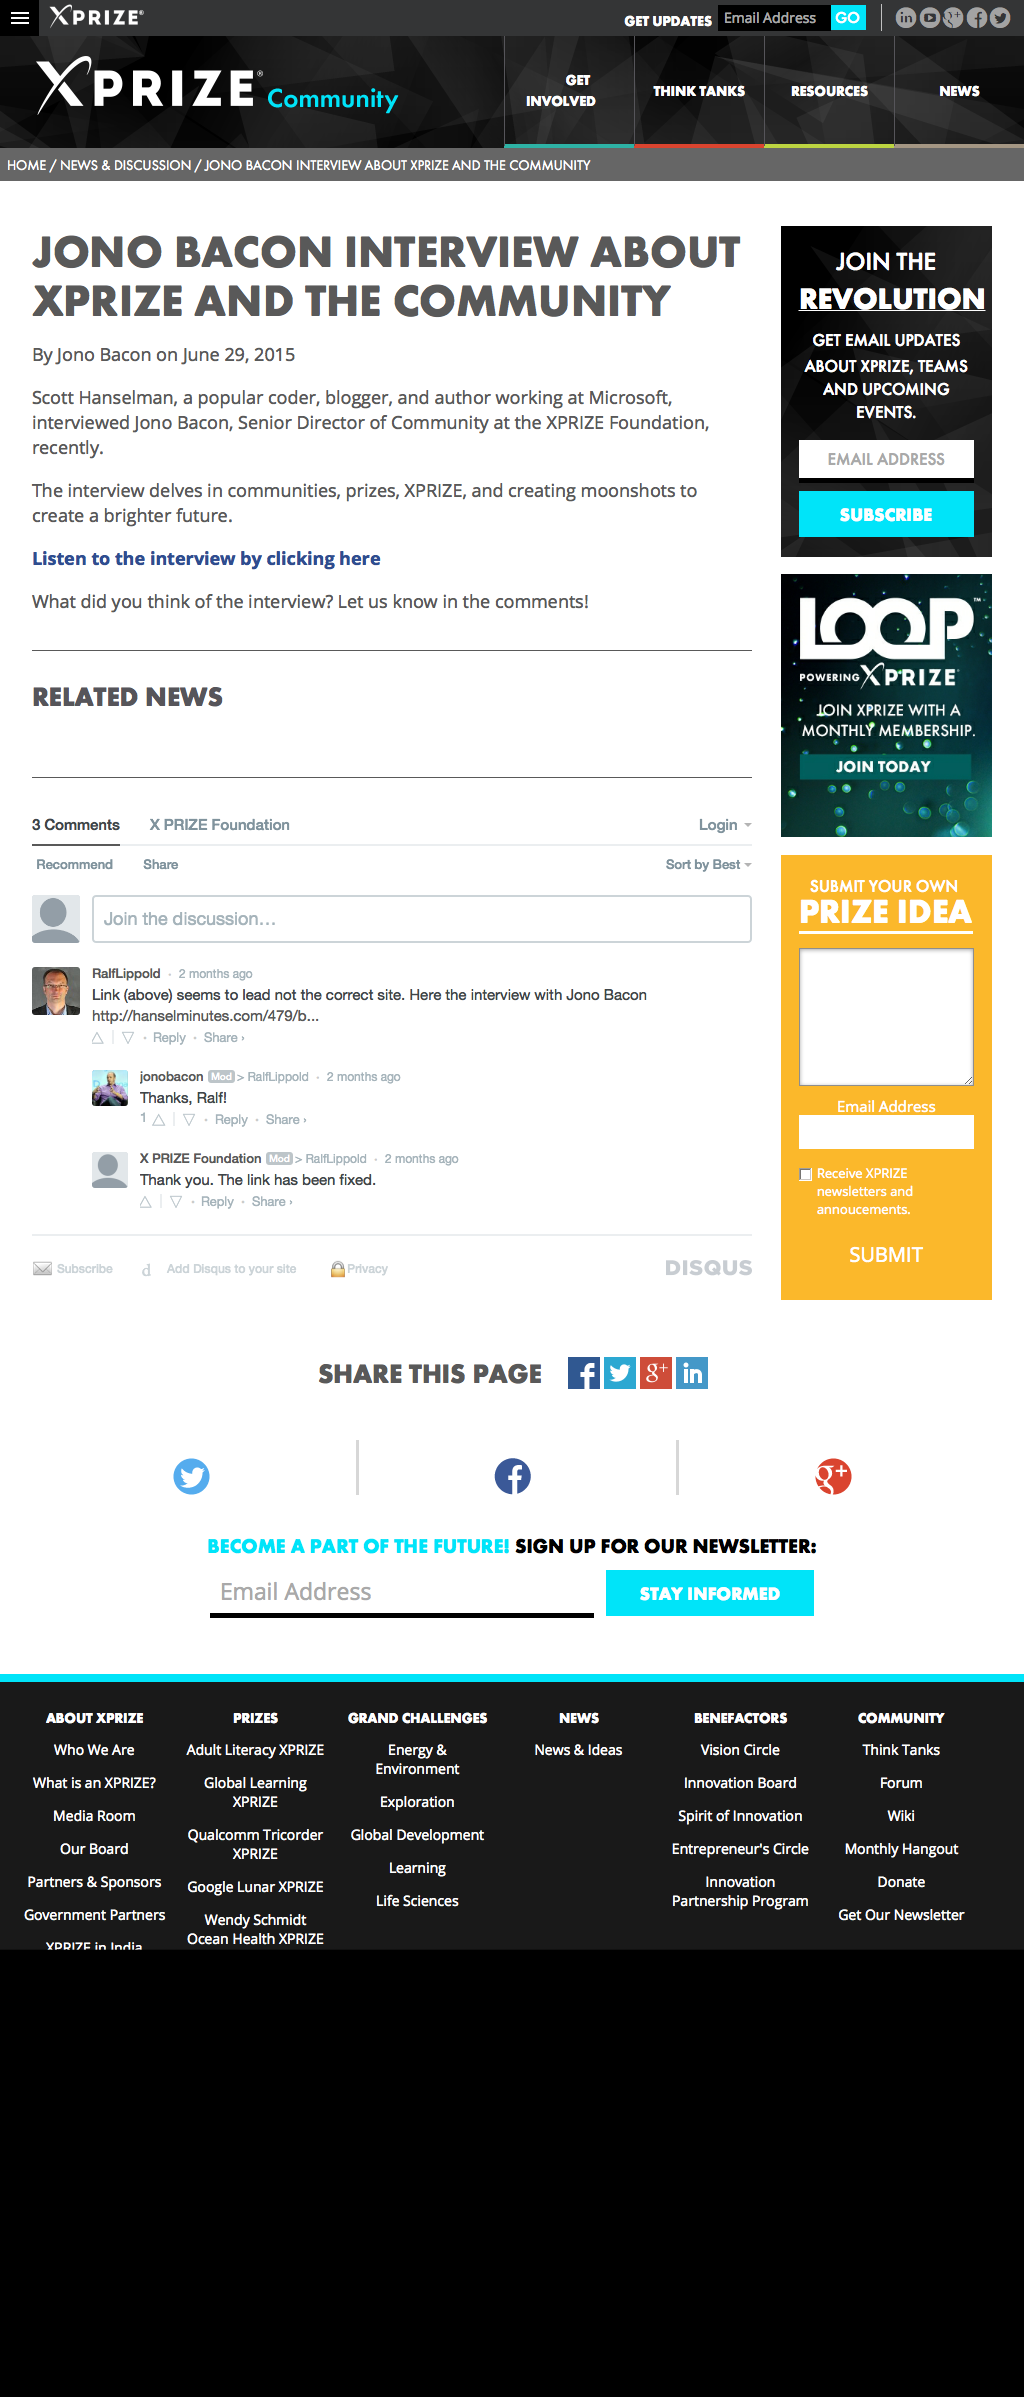 XPRIZE®
GET UPDATES Email Address GO
XPRIZE® Community
GET
INVOLVED
THINK TANKS
RESOURCES
NEWS
HOME / NEWS & DISCUSSION / JONO BACON INTERVIEW ABOUT XPRIZE AND THE COMMUNITY
JONO BACON INTERVIEW ABOUT
XPRIZE AND THE COMMUNITY
By Jono Bacon on June 29, 2015
Scott Hanselman, a popular coder, blogger, and author working at Microsoft,
interviewed Jono Bacon, Senior Director of Community at the XPRIZE Foundation,
recently.
The interview delves in communities, prizes, XPRIZE, and creating moonshots to
create a brighter future.
Listen to the interview by clicking here
What did you think of the interview? Let us know in the comments!
RELATED NEWS
3 Comments X PRIZE Foundation Login
Recommend Share Sort by Best
Join the discussion…
RalfLippold · 2 months ago
Link (above) seems to lead not the correct site. Here the interview with Jono Bacon
http://hanselminutes.com/479/b...
· Reply · Share ›
jonobacon Mod > RalfLippold · 2 months ago
Thanks, Ralf!
1 · Reply · Share ›
X PRIZE Foundation Mod > RalfLippold · 2 months ago
Thank you. The link has been fixed.
· Reply · Share ›
Subscribe d Add Disqus to your site Privacy DISQUS
JOIN THE
REVOLUTION
GET EMAIL UPDATES
ABOUT XPRIZE, TEAMS
AND UPCOMING
EVENTS.
EMAIL ADDRESS
SUBSCRIBE
LOOP™
POWERING XPRIZE
JOIN XPRIZE WITH A
MONTHLY MEMBERSHIP.
JOIN TODAY
SUBMIT YOUR OWN
PRIZE IDEA
Email Address
Receive XPRIZE
newsletters and
annoucements.
SUBMIT
SHARE THIS PAGE
BECOME A PART OF THE FUTURE! SIGN UP FOR OUR NEWSLETTER:
Email Address STAY INFORMED
ABOUT XPRIZE
Who We Are
What is an XPRIZE?
Media Room
Our Board
Partners & Sponsors
Government Partners
XPRIZE in India
PRIZES
Adult Literacy XPRIZE
Global Learning
XPRIZE
Qualcomm Tricorder
XPRIZE
Google Lunar XPRIZE
Wendy Schmidt
Ocean Health XPRIZE
GRAND CHALLENGES
Energy &
Environment
Exploration
Global Development
Learning
Life Sciences
NEWS
News & Ideas
BENEFACTORS
Vision Circle
Innovation Board
Spirit of Innovation
Entrepreneur's Circle
Innovation
Partnership Program
COMMUNITY
Think Tanks
Forum
Wiki
Monthly Hangout
Donate
Get Our Newsletter